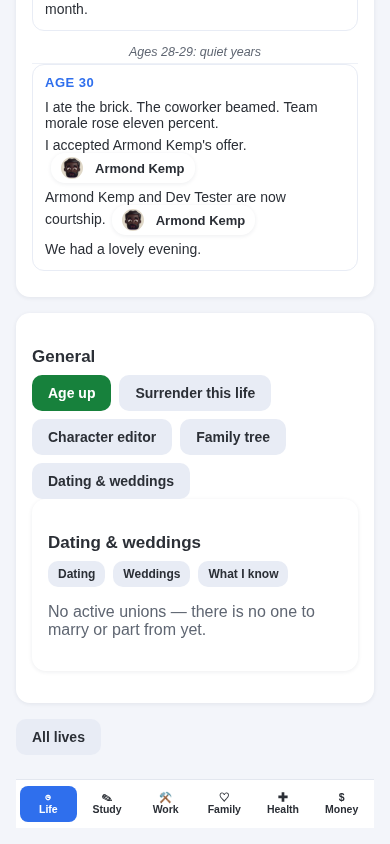 month.
Ages 28-29: quiet years
AGE 30
I ate the brick. The coworker beamed. Team
morale rose eleven percent.
I accepted Armond Kemp's offer.
Armond Kemp
Armond Kemp and Dev Tester are now
courtship. Armond Kemp
We had a lovely evening.
General
Age up Surrender this life
Character editor Family tree
Dating & weddings
Dating & weddings
Dating Weddings What I know
No active unions — there is no one to
marry or part from yet.
All lives
Life Study Work Family Health $ Money